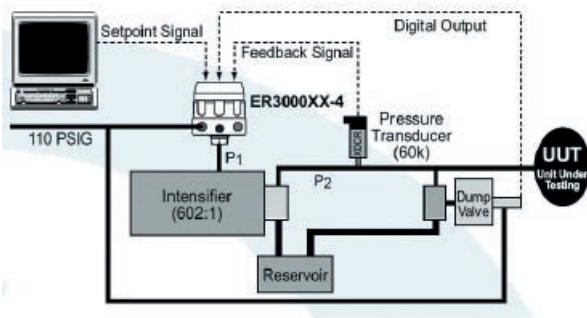 Setpoint Signal
Digital Output
Feedback Signal
ER3000XX-4
110 PSIG
Pressure
Transducer
(60k)
XDCR
P1
P2
UUT
Unit Under
Testing
Intensifier
(602:1)
Dump
Valve
Reservoir